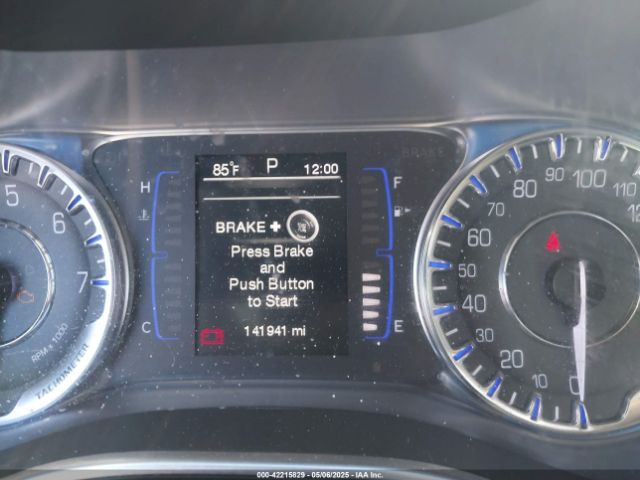 85°F P 12:00
BRAKE + 
Press Brake
and
Push Button
to Start
141941 mi
H
C
F
E
BRAKE
5
6
7
RPM x 1000
TACHOMETER
0
10
20
30
40
50
60
70
80
90
100
110
000-42215829 - 05/06/2025 - IAA Inc.